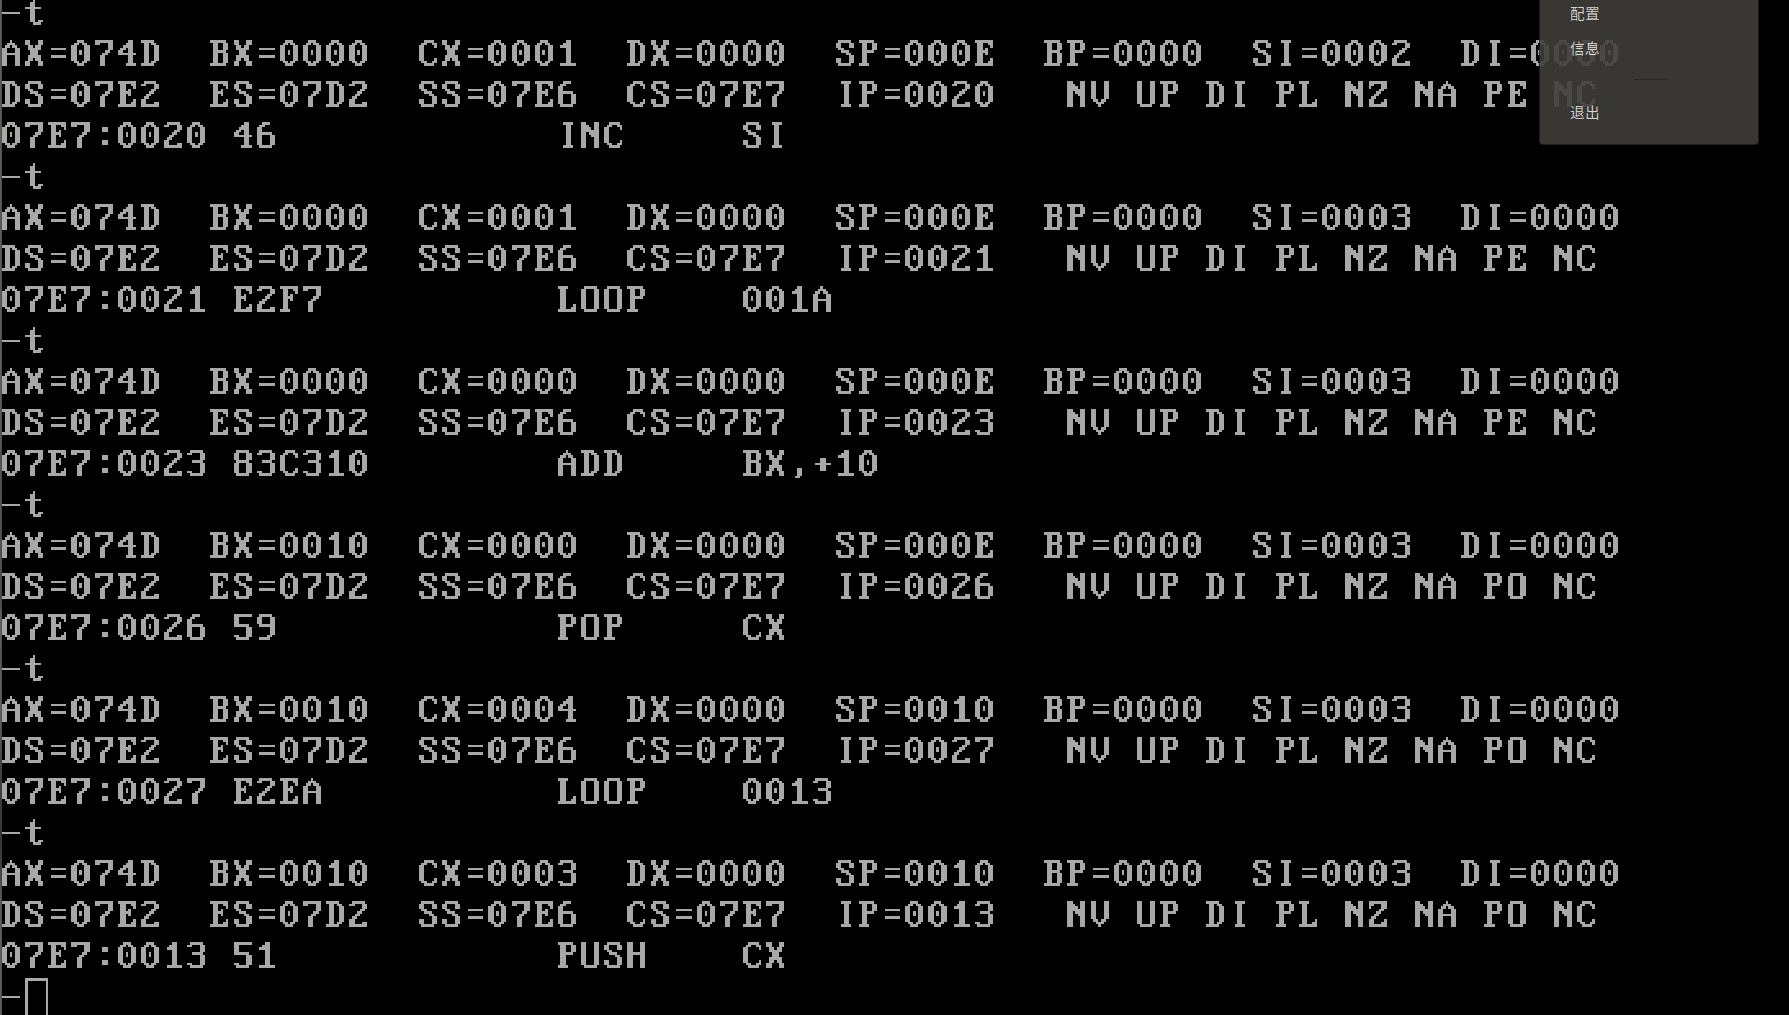 -t
AX=074D BX=0000 CX=0001 DX=0000 SP=000E BP=0000 SI=0002 DI=0000
DS=07E2 ES=07D2 SS=07E6 CS=07E7 IP=0020 NV UP DI PL NZ NA PE NC
07E7:0020 46 INC SI
-t
AX=074D BX=0000 CX=0001 DX=0000 SP=000E BP=0000 SI=0003 DI=0000
DS=07E2 ES=07D2 SS=07E6 CS=07E7 IP=0021 NV UP DI PL NZ NA PE NC
07E7:0021 E2F7 LOOP 001A
-t
AX=074D BX=0000 CX=0000 DX=0000 SP=000E BP=0000 SI=0003 DI=0000
DS=07E2 ES=07D2 SS=07E6 CS=07E7 IP=0023 NV UP DI PL NZ NA PE NC
07E7:0023 83C310 ADD BX,+10
-t
AX=074D BX=0010 CX=0000 DX=0000 SP=000E BP=0000 SI=0003 DI=0000
DS=07E2 ES=07D2 SS=07E6 CS=07E7 IP=0026 NV UP DI PL NZ NA PO NC
07E7:0026 59 POP CX
-t
AX=074D BX=0010 CX=0004 DX=0000 SP=0010 BP=0000 SI=0003 DI=0000
DS=07E2 ES=07D2 SS=07E6 CS=07E7 IP=0027 NV UP DI PL NZ NA PO NC
07E7:0027 E2EA LOOP 0013
-t
AX=074D BX=0010 CX=0003 DX=0000 SP=0010 BP=0000 SI=0003 DI=0000
DS=07E2 ES=07D2 SS=07E6 CS=07E7 IP=0013 NV UP DI PL NZ NA PO NC
07E7:0013 51 PUSH CX
-
配置
信息
退出